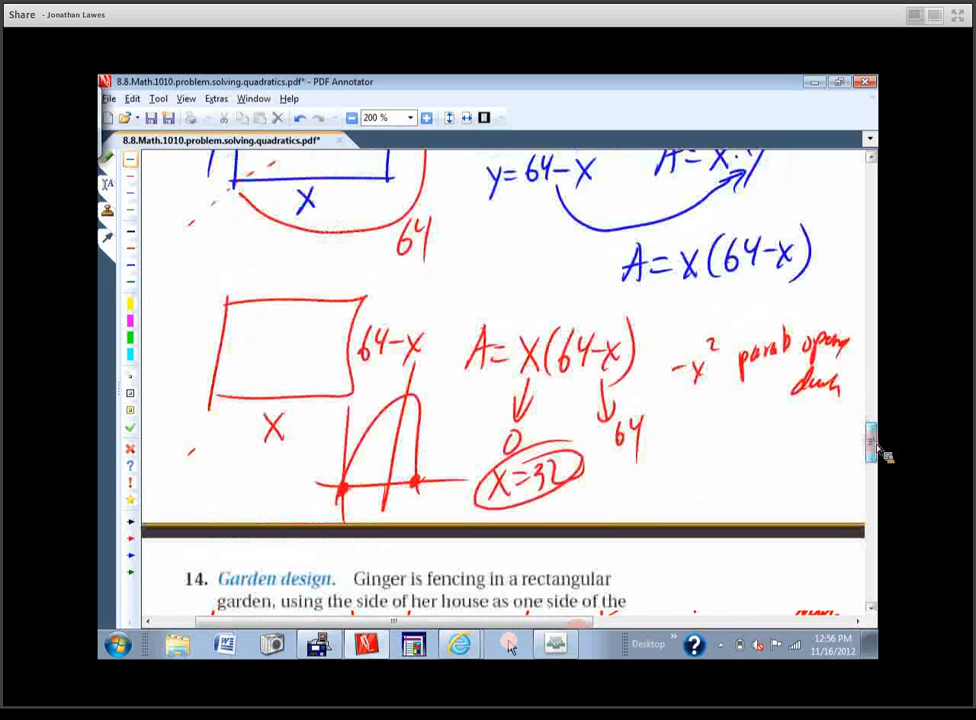 Share - Jonathan Lawes
8.8.Math.1010.problem.solving.quadratics.pdf* - PDF Annotator
File Edit Tool View Extras Window Help
200 %
8.8.Math.1010.problem.solving.quadratics.pdf*
x
64
y=64-x
A=x·y
A=x(64-x)
64-x
x
A=x(64-x)
0
64
x=32
-x² parab opens
14. Garden design. Ginger is fencing in a rectangular
garden, using the side of her house as one side of the
Desktop
12:56 PM
11/16/2012